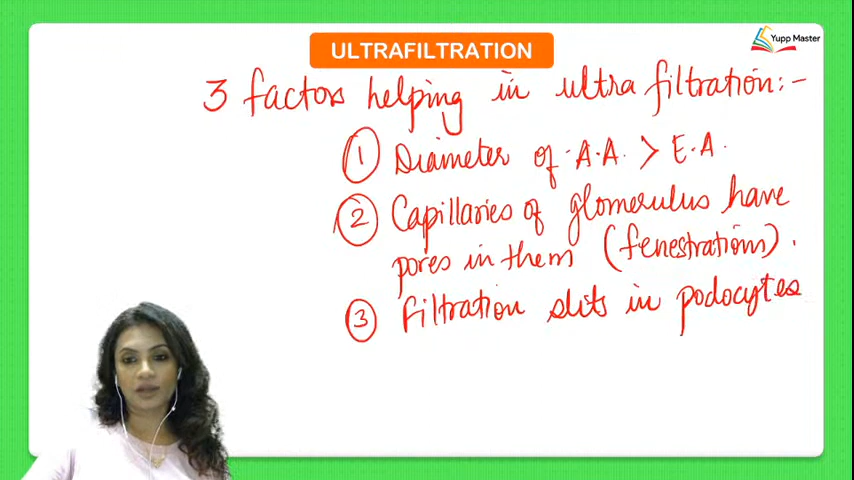 Yupp Master
ULTRAFILTRATION
3 factors helping in ultra filtration:-
① Diameter of A.A. > E.A.
② Capillaries of glomerulus have
pores in them (fenestrations).
③ Filtration slits in podocytes